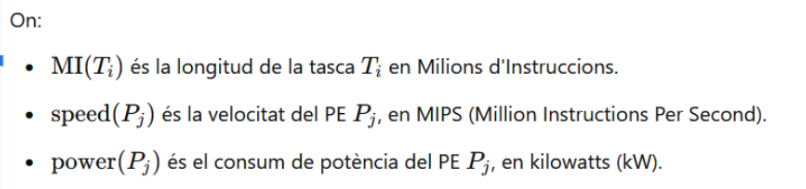 On:
• MI(Tᵢ) és la longitud de la tasca Tᵢ en Milions d'Instruccions.
• speed(Pⱼ) és la velocitat del PE Pⱼ, en MIPS (Million Instructions Per Second).
• power(Pⱼ) és el consum de potència del PE Pⱼ, en kilowatts (kW).